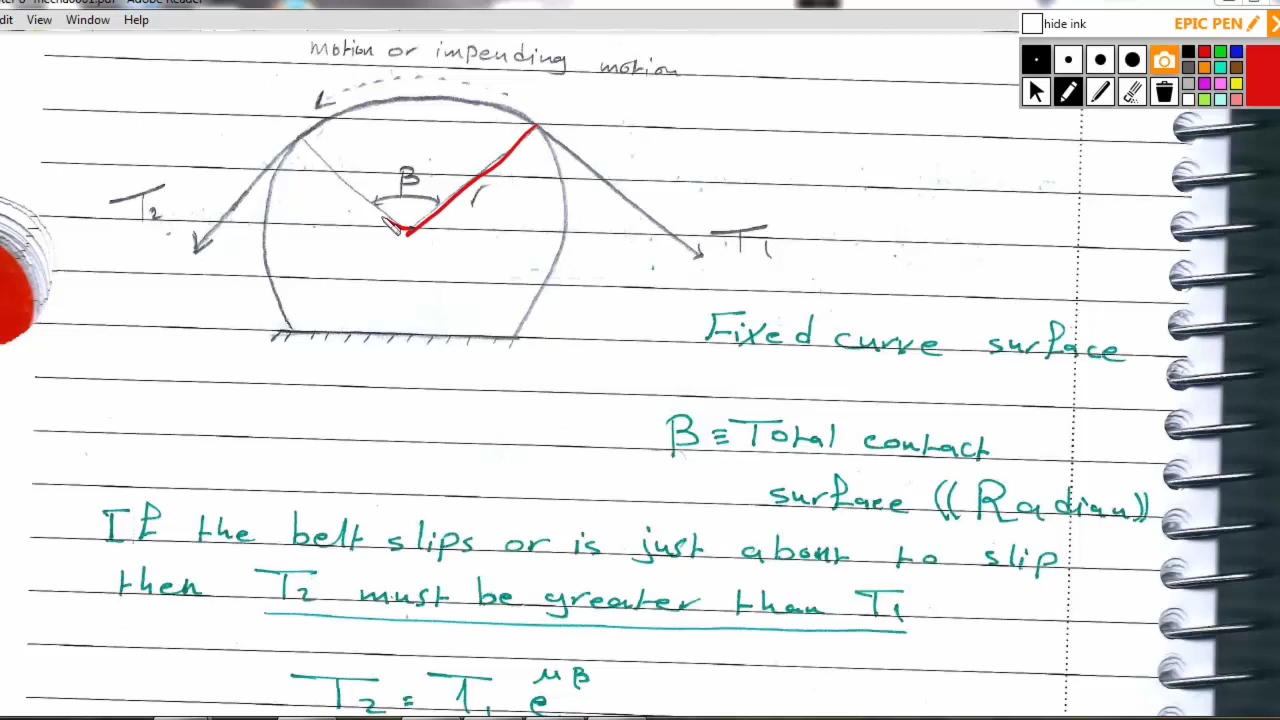 dit View Window Help
hide ink
EPIC PEN
motion or impending motion
β
r
T2
T1
Fixed curve surface
β ≡ Total contact
surface ((Radian))
If the belt slips or is just about to slip
then T2 must be greater than T1
T2 = T1 e^μβ